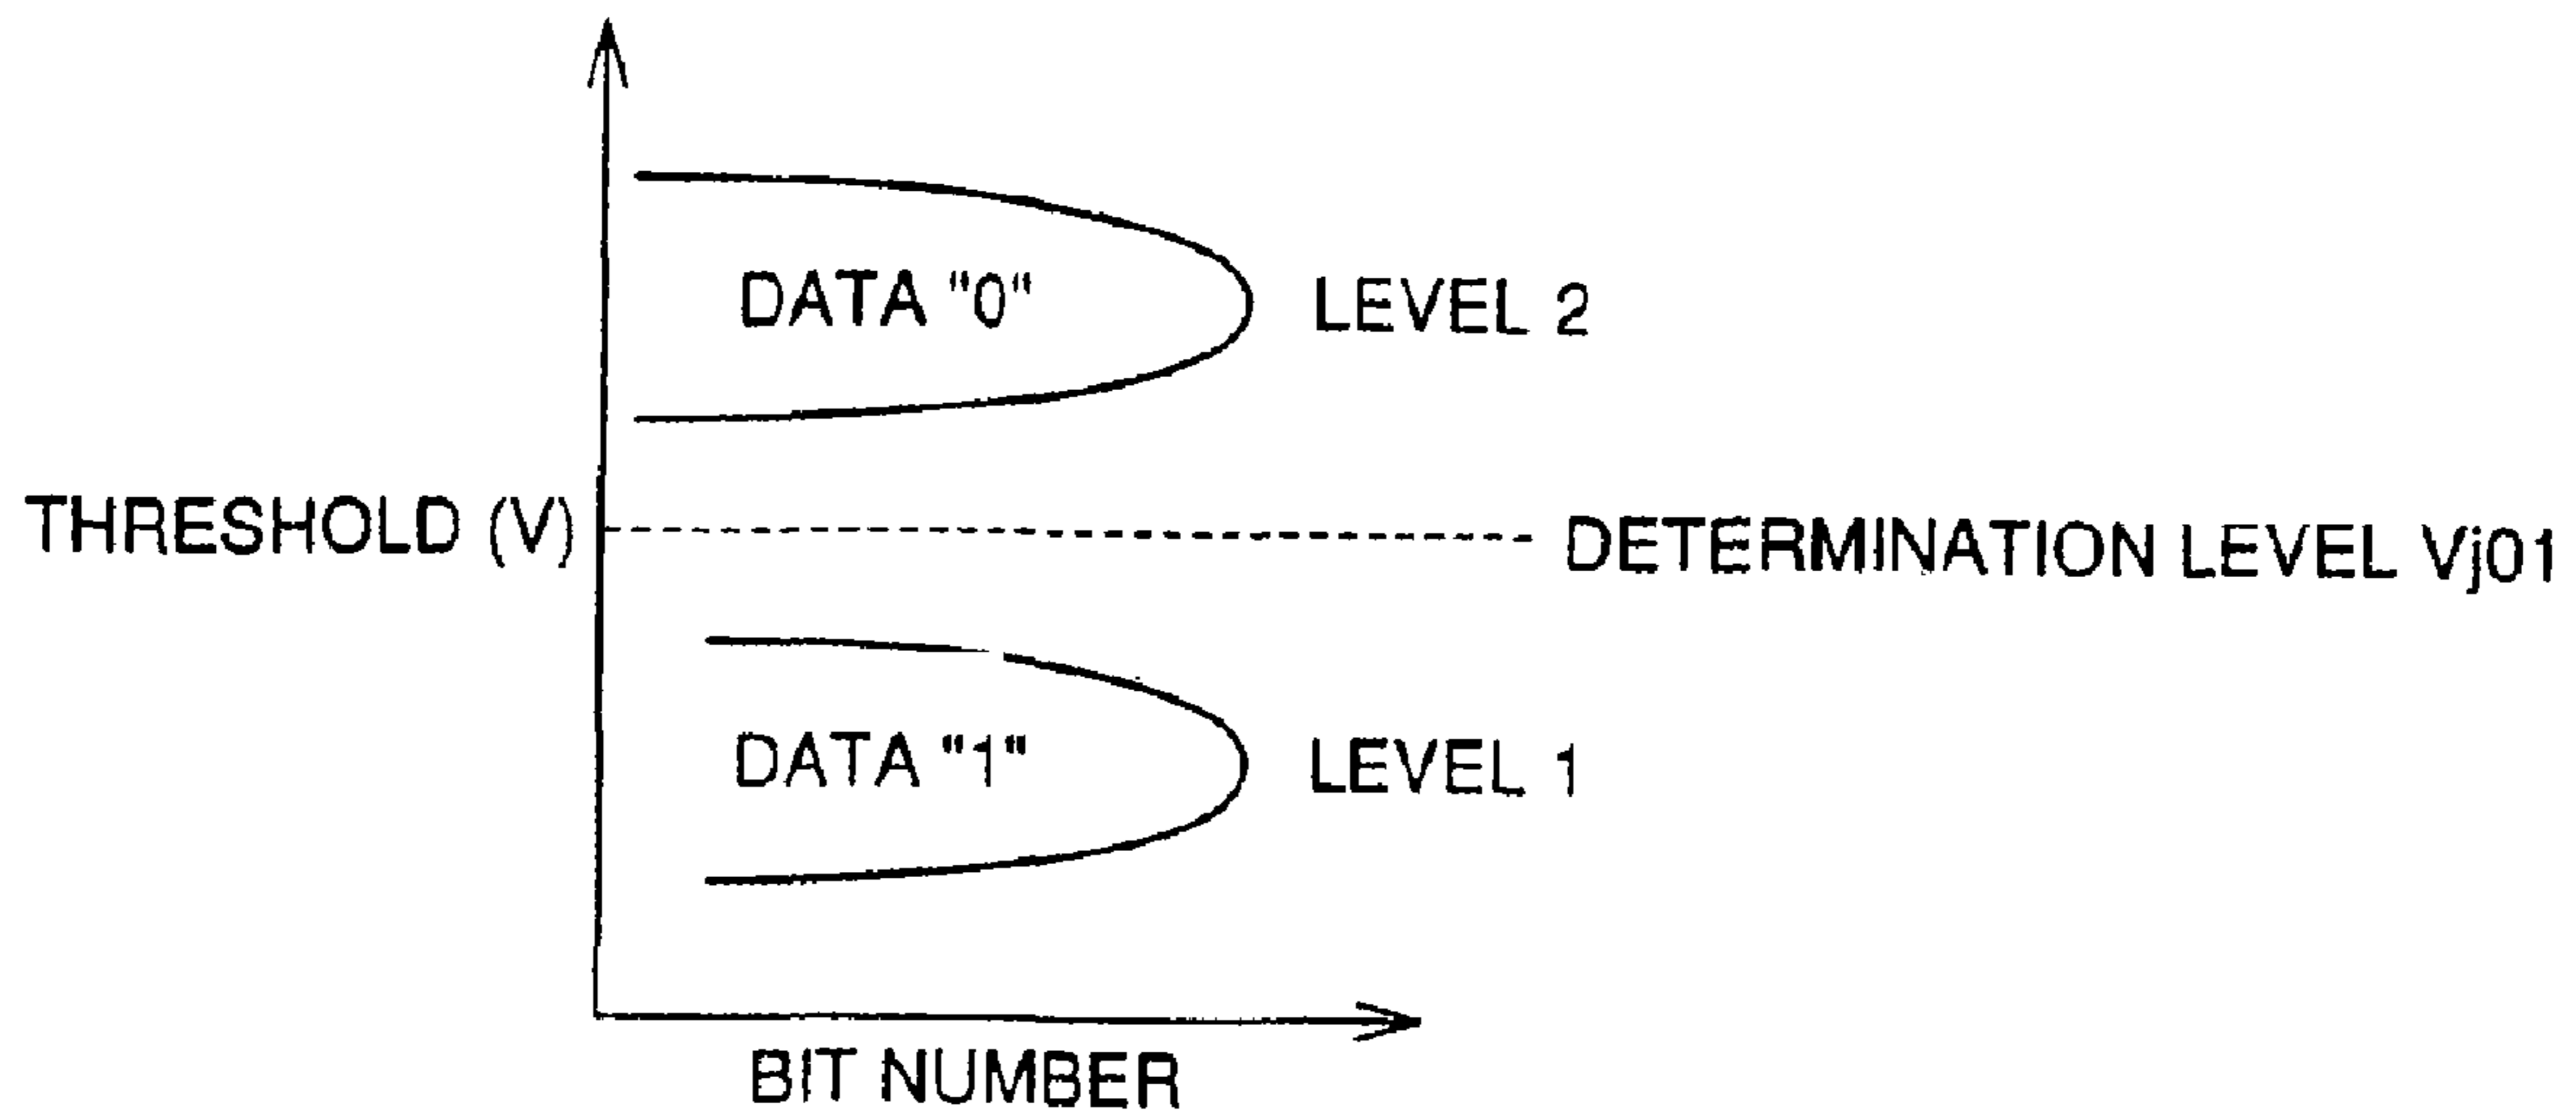 DATA "0"
LEVEL 2
THRESHOLD (V)
DETERMINATION LEVEL Vj01
DATA "1"
LEVEL 1
BIT NUMBER